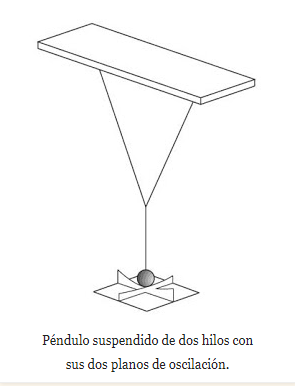 Péndulo suspendido de dos hilos con
sus dos planos de oscilación.